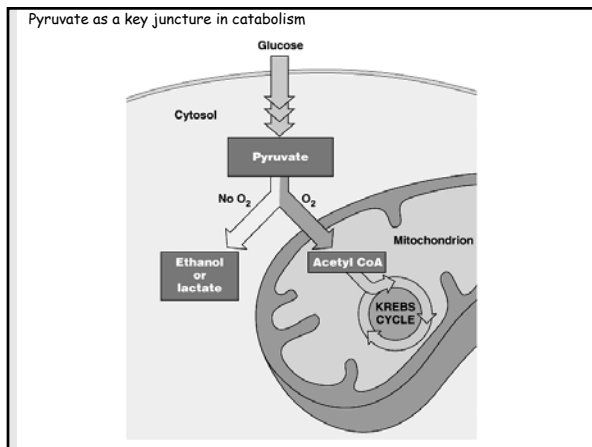 Pyruvate as a key juncture in catabolism
Glucose
Cytosol
Pyruvate
No O₂
O₂
Mitochondrion
Ethanol
or
lactate
Acetyl CoA
KREBS
CYCLE